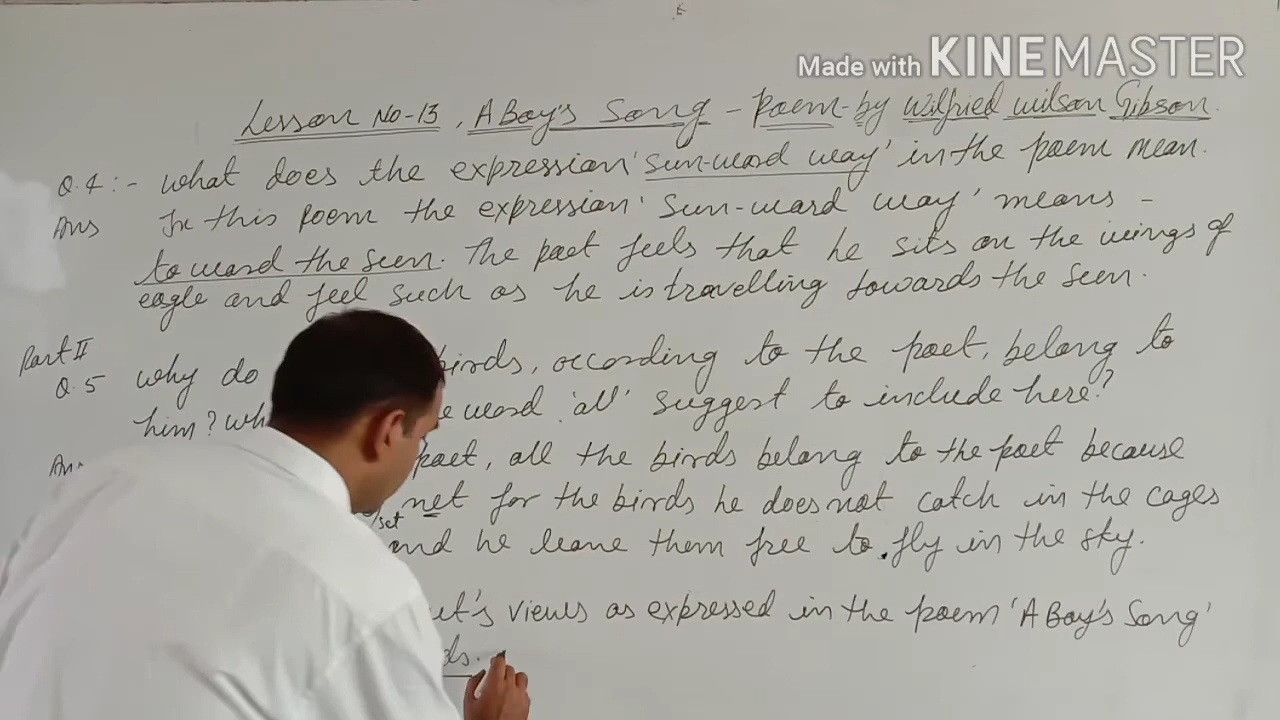 Made with KINEMASTER
Lesson No-13, A Boy's Song - Poem - by Wilfried Wilson Gibson.
Q.4:- What does the expression 'sun-ward way' in the poem mean.
Ans In this poem the expression 'sun-ward way' means -
to ward the sun. The poet feels that he sits on the wings of
eagle and feel such as he is travelling towards the sun.
Part II
Q.5 why do birds, according to the poet, belong to
him? word 'all' suggest to include here?
Ans poet, all the birds belong to the poet because
net for the birds he does not catch in the cages
/set
and he leave them free to fly in the sky.
views as expressed in the poem 'A Boy's Song'